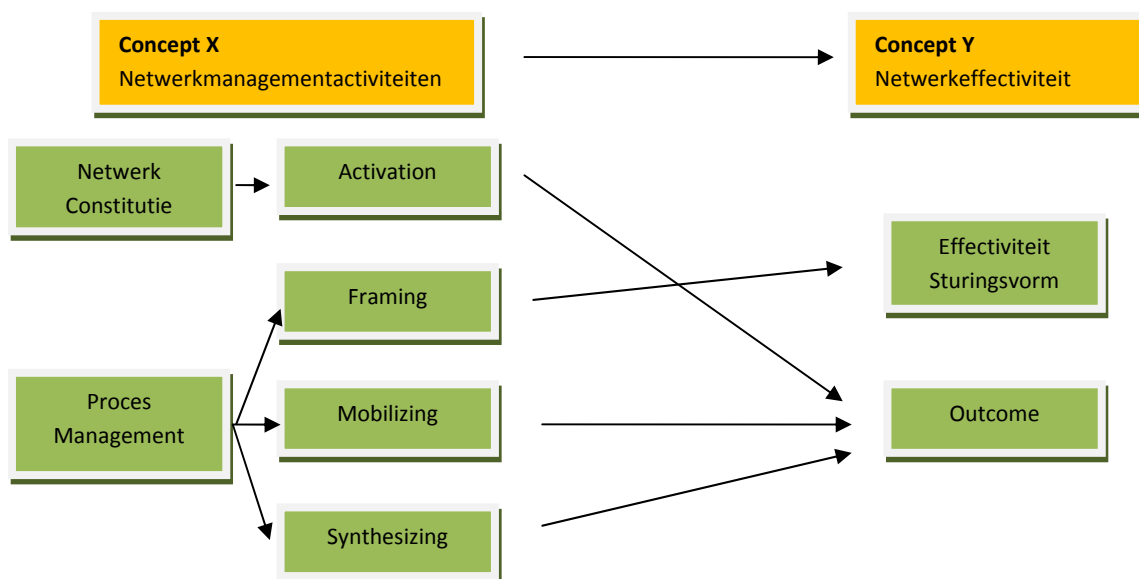 Concept X
Netwerkmanagementactiviteiten
Concept Y
Netwerkeffectiviteit
Netwerk
Constitutie
Activation
Effectiviteit
Sturingsvorm
Framing
Proces
Management
Mobilizing
Outcome
Synthesizing